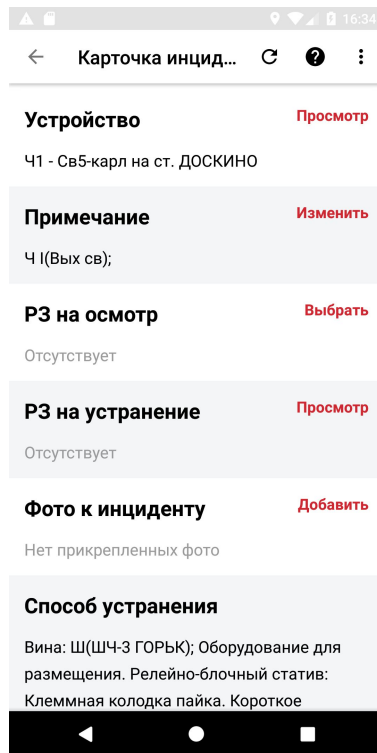 16:34
Карточка инцид...
Устройство
Просмотр
Ч1 - Св5-карл на ст. ДОСКИНО
Примечание
Изменить
Ч I(Вых св);
РЗ на осмотр
Выбрать
Отсутствует
РЗ на устранение
Просмотр
Отсутствует
Фото к инциденту
Добавить
Нет прикрепленных фото
Способ устранения
Вина: Ш(ШЧ-3 ГОРЬК); Оборудование для
размещения. Релейно-блочный статив:
Клеммная колодка пайка. Короткое